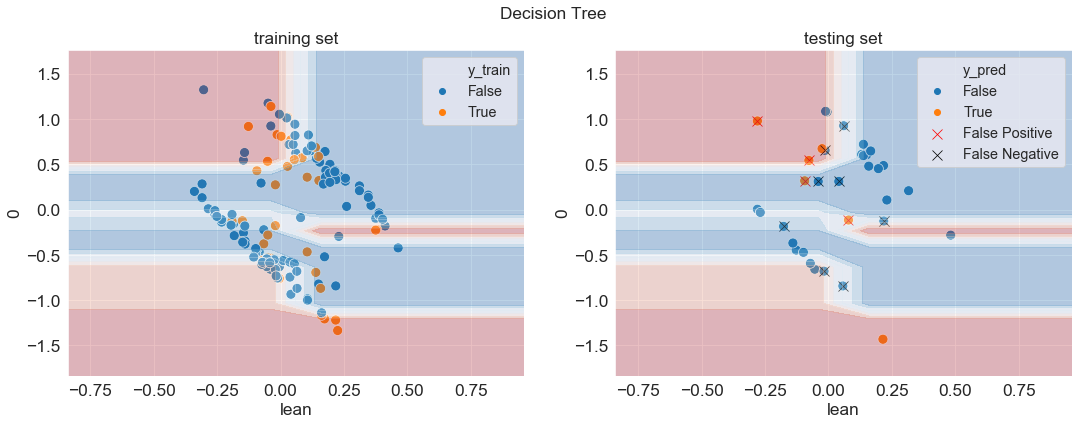 Decision Tree
training set
y_train
False
True
1.5
1.0
0.5
0.0
−0.5
−1.0
−1.5
0
−0.75
−0.50
−0.25
0.00
0.25
0.50
0.75
lean
testing set
y_pred
False
True
False Positive
False Negative
1.5
1.0
0.5
0.0
−0.5
−1.0
−1.5
0
−0.75
−0.50
−0.25
0.00
0.25
0.50
0.75
lean